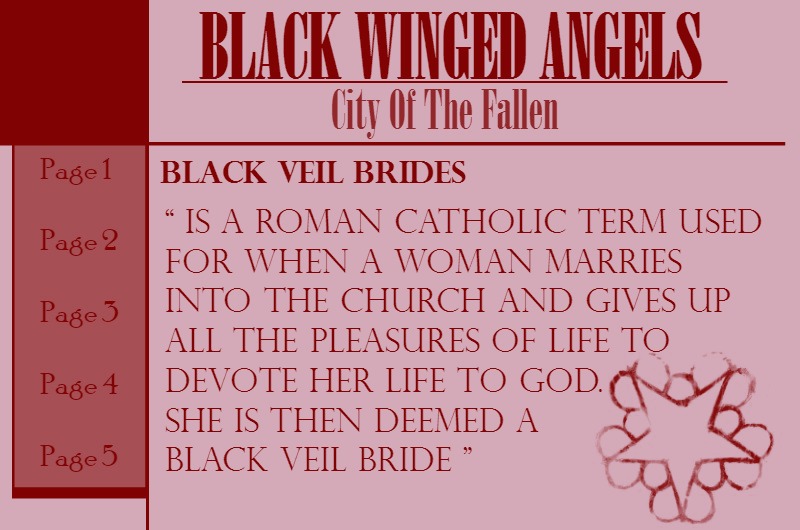 BLACK WINGED ANGELS
City Of The Fallen
Page 1
Page 2
Page 3
Page 4
Page 5
BLACK VEIL BRIDES
“ IS A ROMAN CATHOLIC TERM USED
FOR WHEN A WOMAN MARRIES
INTO THE CHURCH AND GIVES UP
ALL THE PLEASURES OF LIFE TO
DEVOTE HER LIFE TO GOD.
SHE IS THEN DEEMED A
BLACK VEIL BRIDE ”